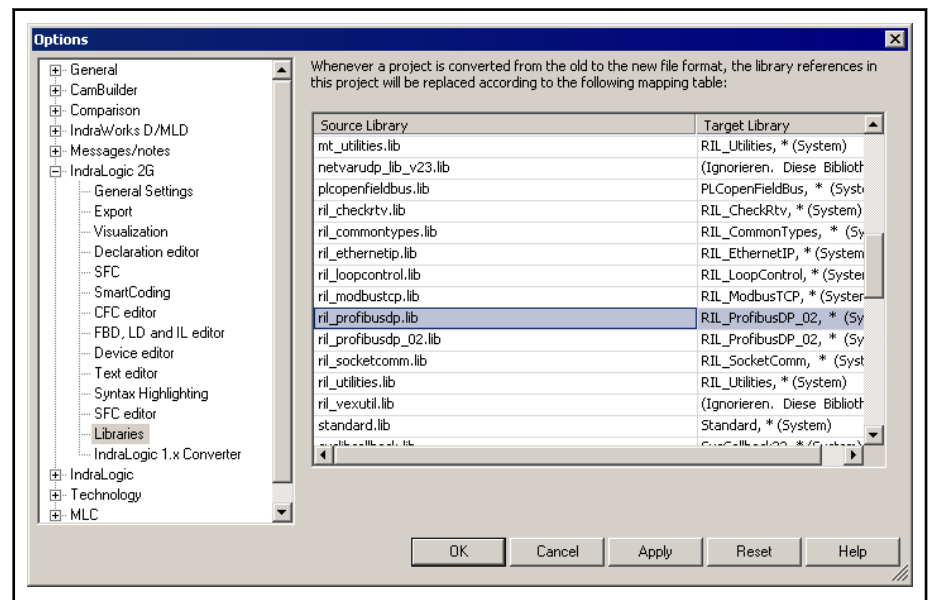 Options
General
CamBuilder
Comparison
IndraWorks D/MLD
Messages/notes
IndraLogic 2G
General Settings
Export
Visualization
Declaration editor
SFC
SmartCoding
CFC editor
FBD, LD and IL editor
Device editor
Text editor
Syntax Highlighting
SFC editor
Libraries
IndraLogic 1.x Converter
IndraLogic
Technology
MLC
Whenever a project is converted from the old to the new file format, the library references in
this project will be replaced according to the following mapping table:
Source Library Target Library
mt_utilities.lib RIL_Utilities, * (System)
netvarudp_lib_v23.lib (Ignorieren. Diese Biblioth
plcopenfieldbus.lib PLCopenFieldBus, * (Syst
ril_checkrtv.lib RIL_CheckRtv, * (System)
ril_commontypes.lib RIL_CommonTypes, * (Sy
ril_ethernetip.lib RIL_EthernetIP, * (System
ril_loopcontrol.lib RIL_LoopControl, * (System
ril_modbustcp.lib RIL_ModbusTCP, * (System
ril_profibusdp.lib RIL_ProfibusDP_02, * (Sy
ril_profibusdp_02.lib RIL_ProfibusDP_02, * (Sy
ril_socketcomm.lib RIL_SocketComm, * (Syst
ril_utilities.lib RIL_Utilities, * (System)
ril_vexutil.lib (Ignorieren. Diese Biblioth
standard.lib Standard, * (System)
OK Cancel Apply Reset Help